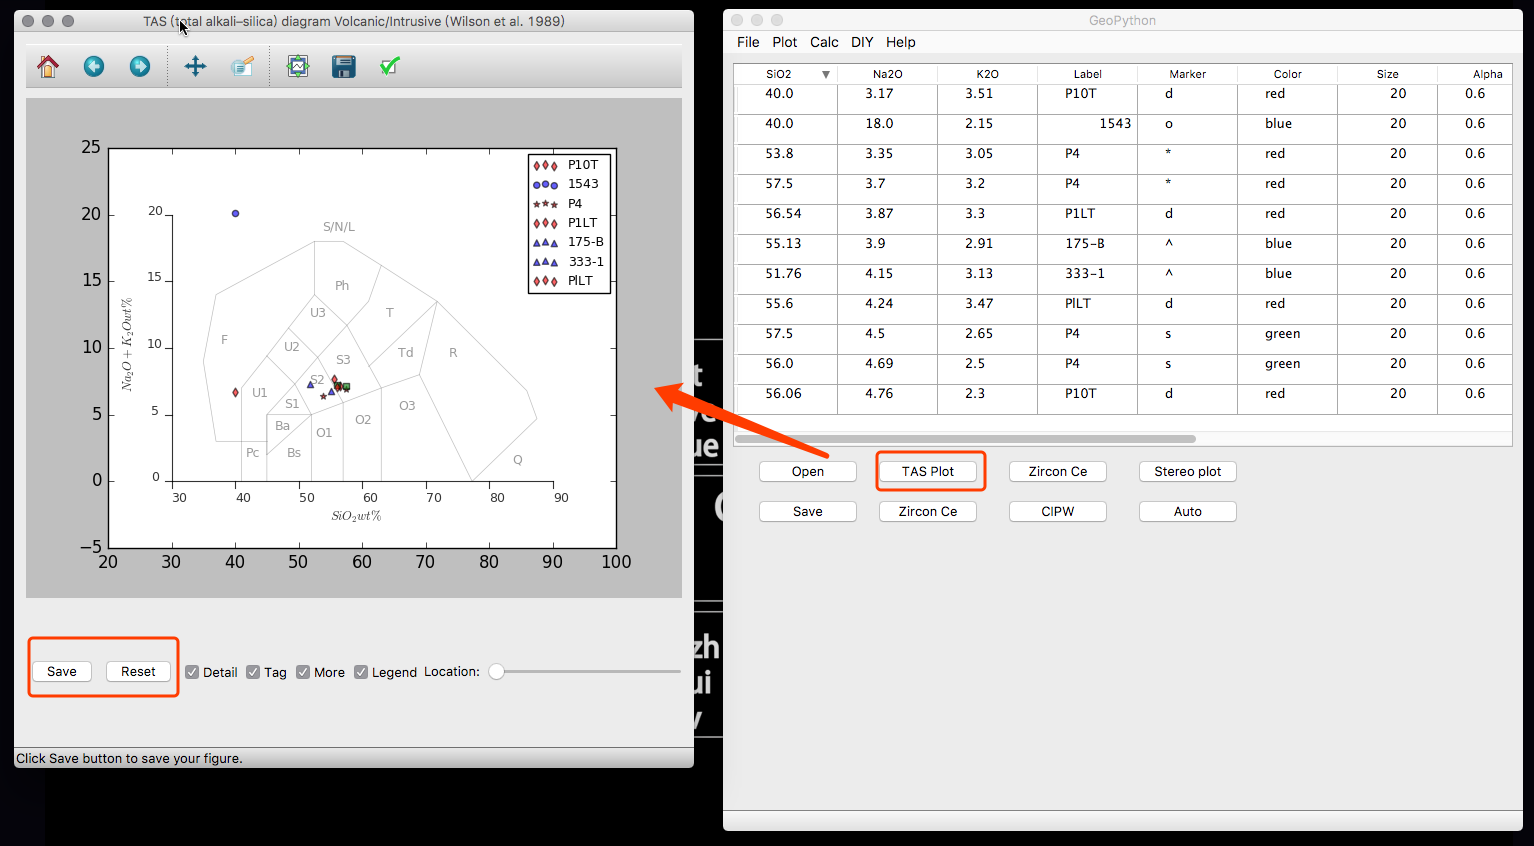 TAS (total alkali–silica) diagram Volcanic/Intrusive (Wilson et al. 1989)
25
20
15
10
5
0
−5
20 30 40 50 60 70 80 90 100
Na₂O + K₂Owt%
20
15
10
5
0
30 40 50 60 70 80 90
SiO₂wt%
S/N/L
Ph
U3 T
F U2 S3 Td R
U1 S2
S1 O3
Ba O1 O2
Pc Bs Q
P10T
1543
P4
P1LT
175-B
333-1
PlLT
Save Reset Detail Tag More Legend Location:
Click Save button to save your figure.
GeoPython
File Plot Calc DIY Help
SiO2 ▼ Na2O K2O Label Marker Color Size Alpha
40.0 3.17 3.51 P10T d red 20 0.6
40.0 18.0 2.15 1543 o blue 20 0.6
53.8 3.35 3.05 P4 * red 20 0.6
57.5 3.7 3.2 P4 * red 20 0.6
56.54 3.87 3.3 P1LT d red 20 0.6
55.13 3.9 2.91 175-B ^ blue 20 0.6
51.76 4.15 3.13 333-1 ^ blue 20 0.6
55.6 4.24 3.47 PlLT d red 20 0.6
57.5 4.5 2.65 P4 s green 20 0.6
56.0 4.69 2.5 P4 s green 20 0.6
56.06 4.76 2.3 P10T d red 20 0.6
Open TAS Plot Zircon Ce Stereo plot
Save Zircon Ce CIPW Auto
ue
zh
ui